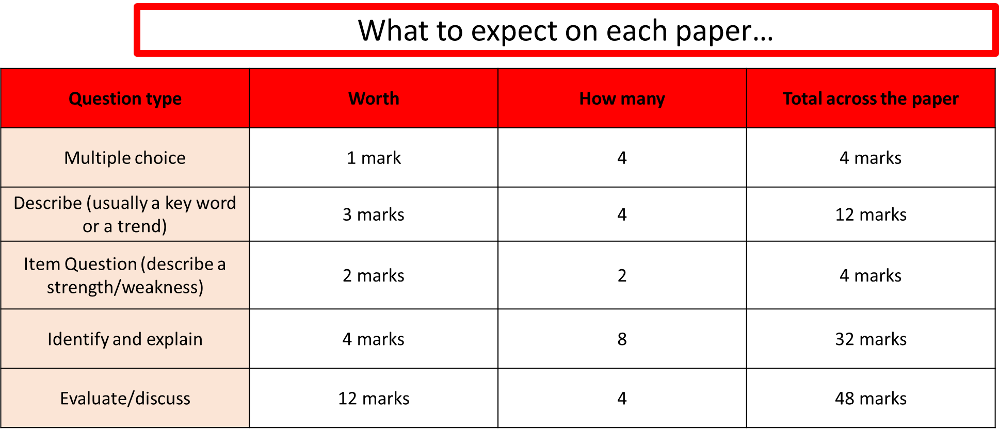 What to expect on each paper...
Question type Worth How many Total across the paper
Multiple choice 1 mark 4 4 marks
Describe (usually a key word
or a trend) 3 marks 4 12 marks
Item Question (describe a
strength/weakness) 2 marks 2 4 marks
Identify and explain 4 marks 8 32 marks
Evaluate/discuss 12 marks 4 48 marks